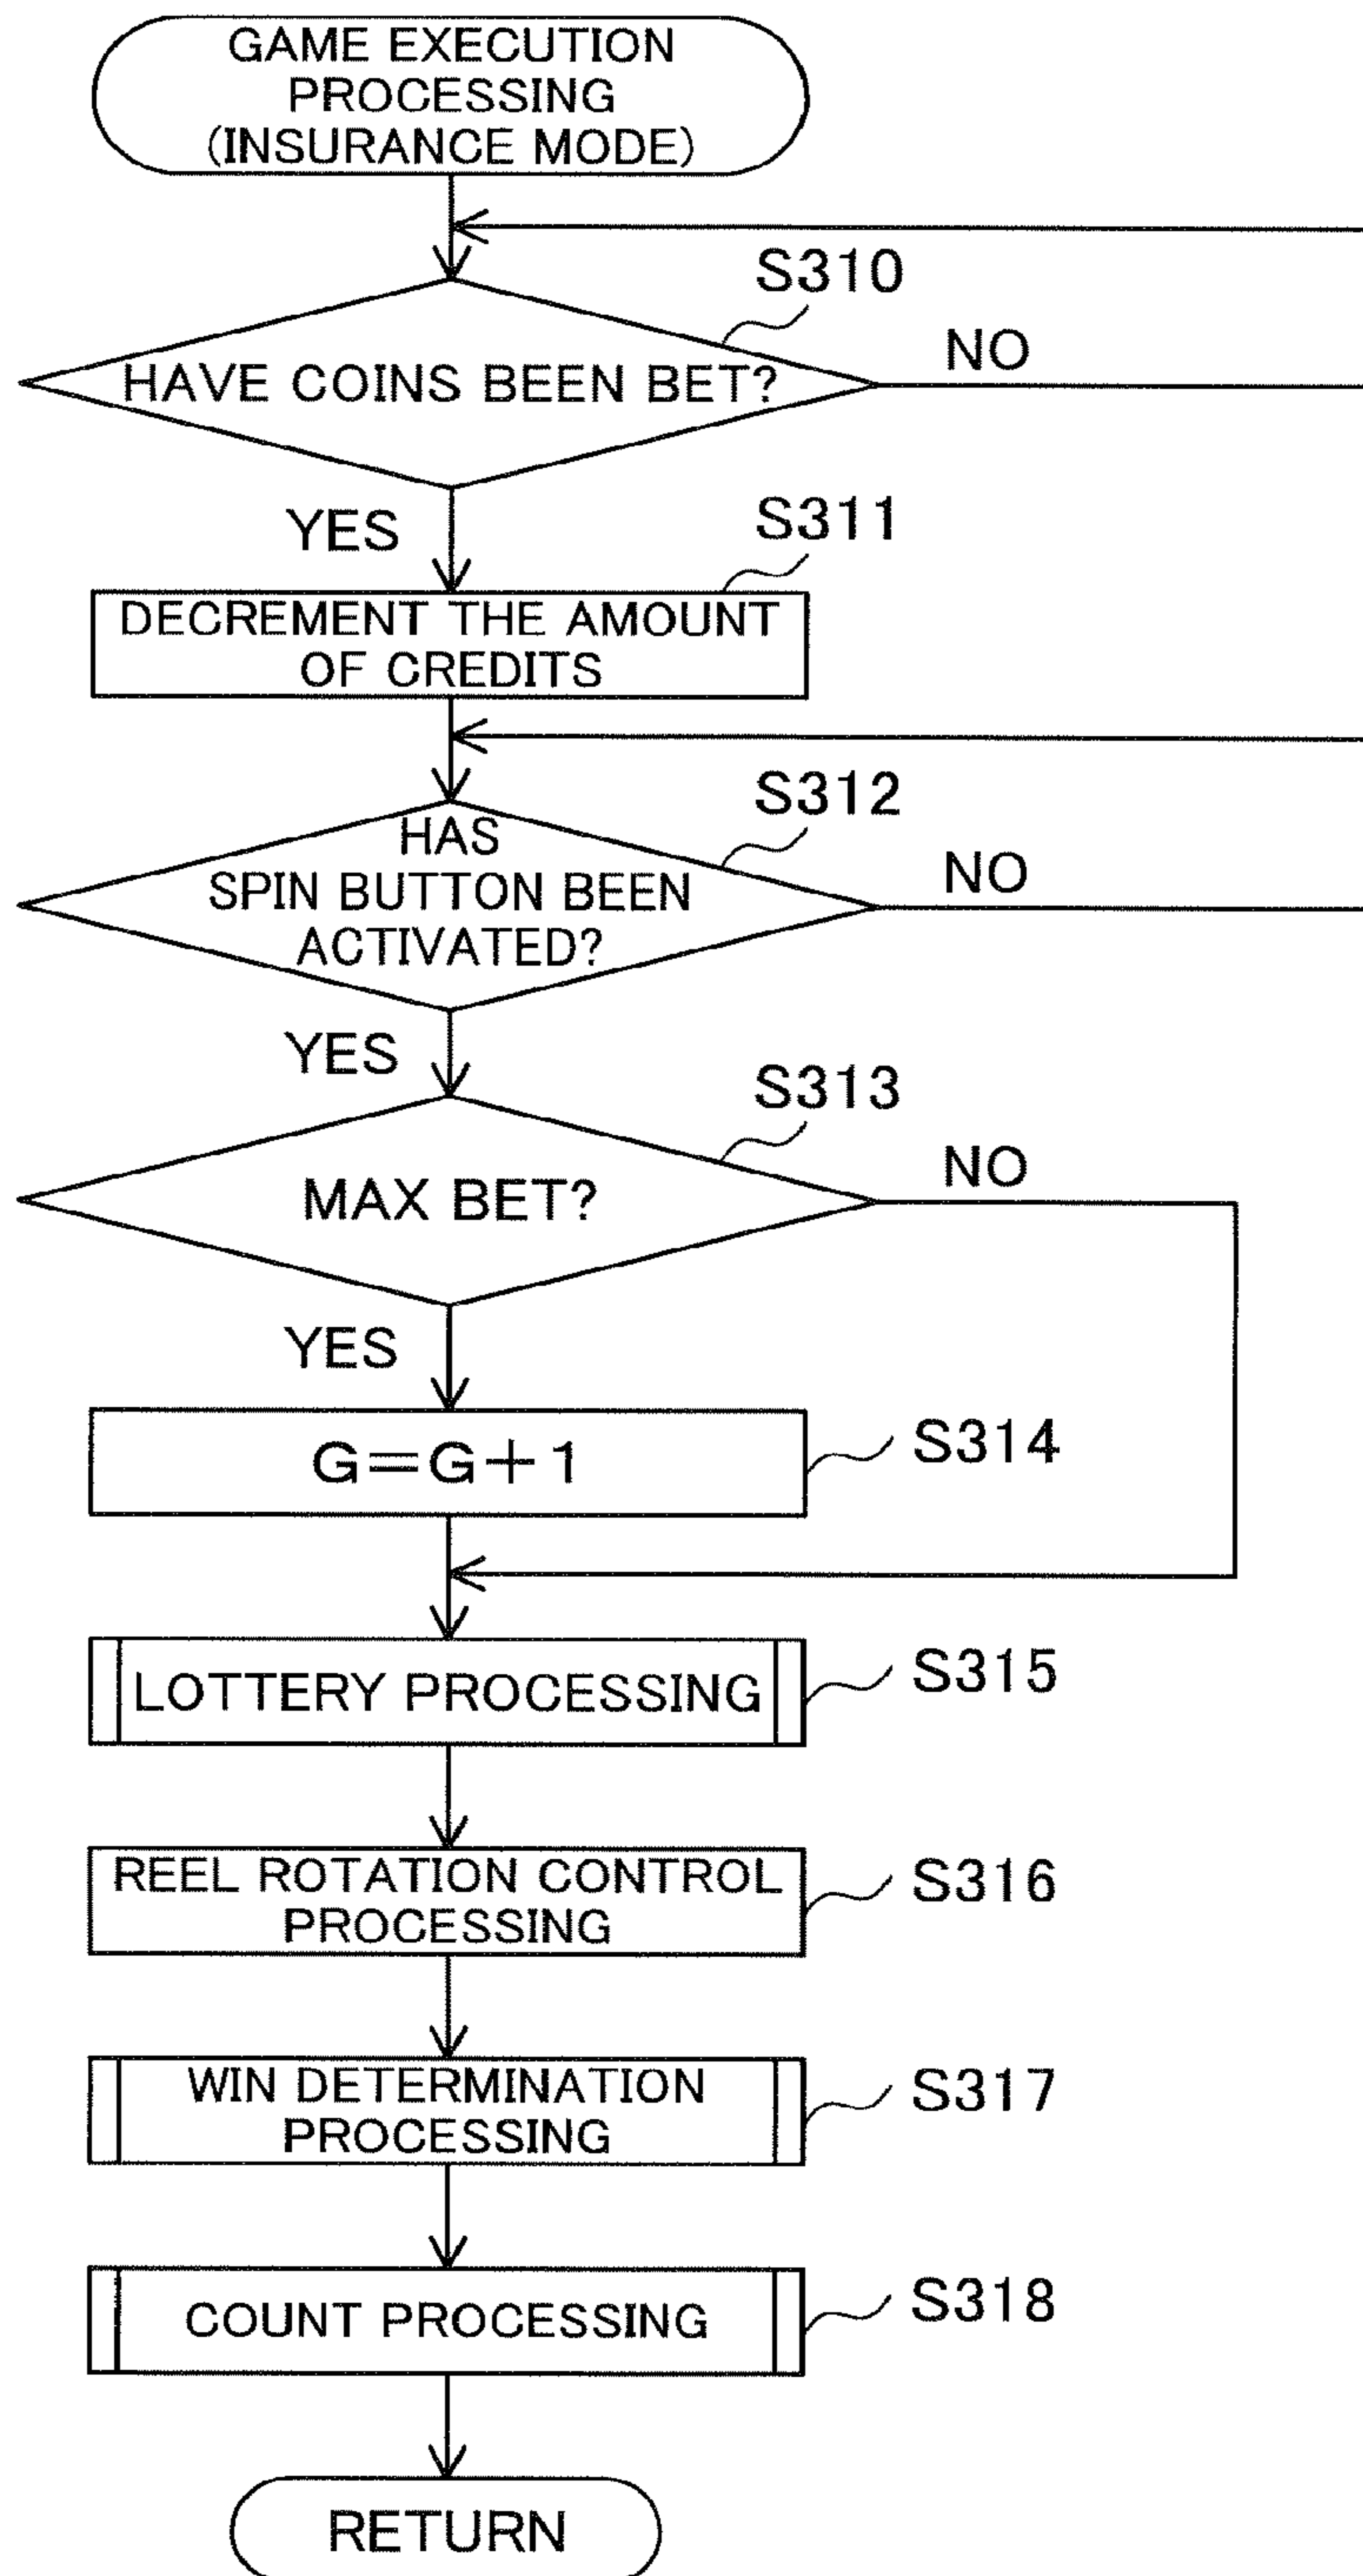 GAME EXECUTION
PROCESSING
(INSURANCE MODE)
S310
HAVE COINS BEEN BET?
NO
YES
S311
DECREMENT THE AMOUNT
OF CREDITS
S312
HAS
SPIN BUTTON BEEN
ACTIVATED?
NO
YES
S313
MAX BET?
NO
YES
G=G+1
S314
LOTTERY PROCESSING
S315
REEL ROTATION CONTROL
PROCESSING
S316
WIN DETERMINATION
PROCESSING
S317
COUNT PROCESSING
S318
RETURN